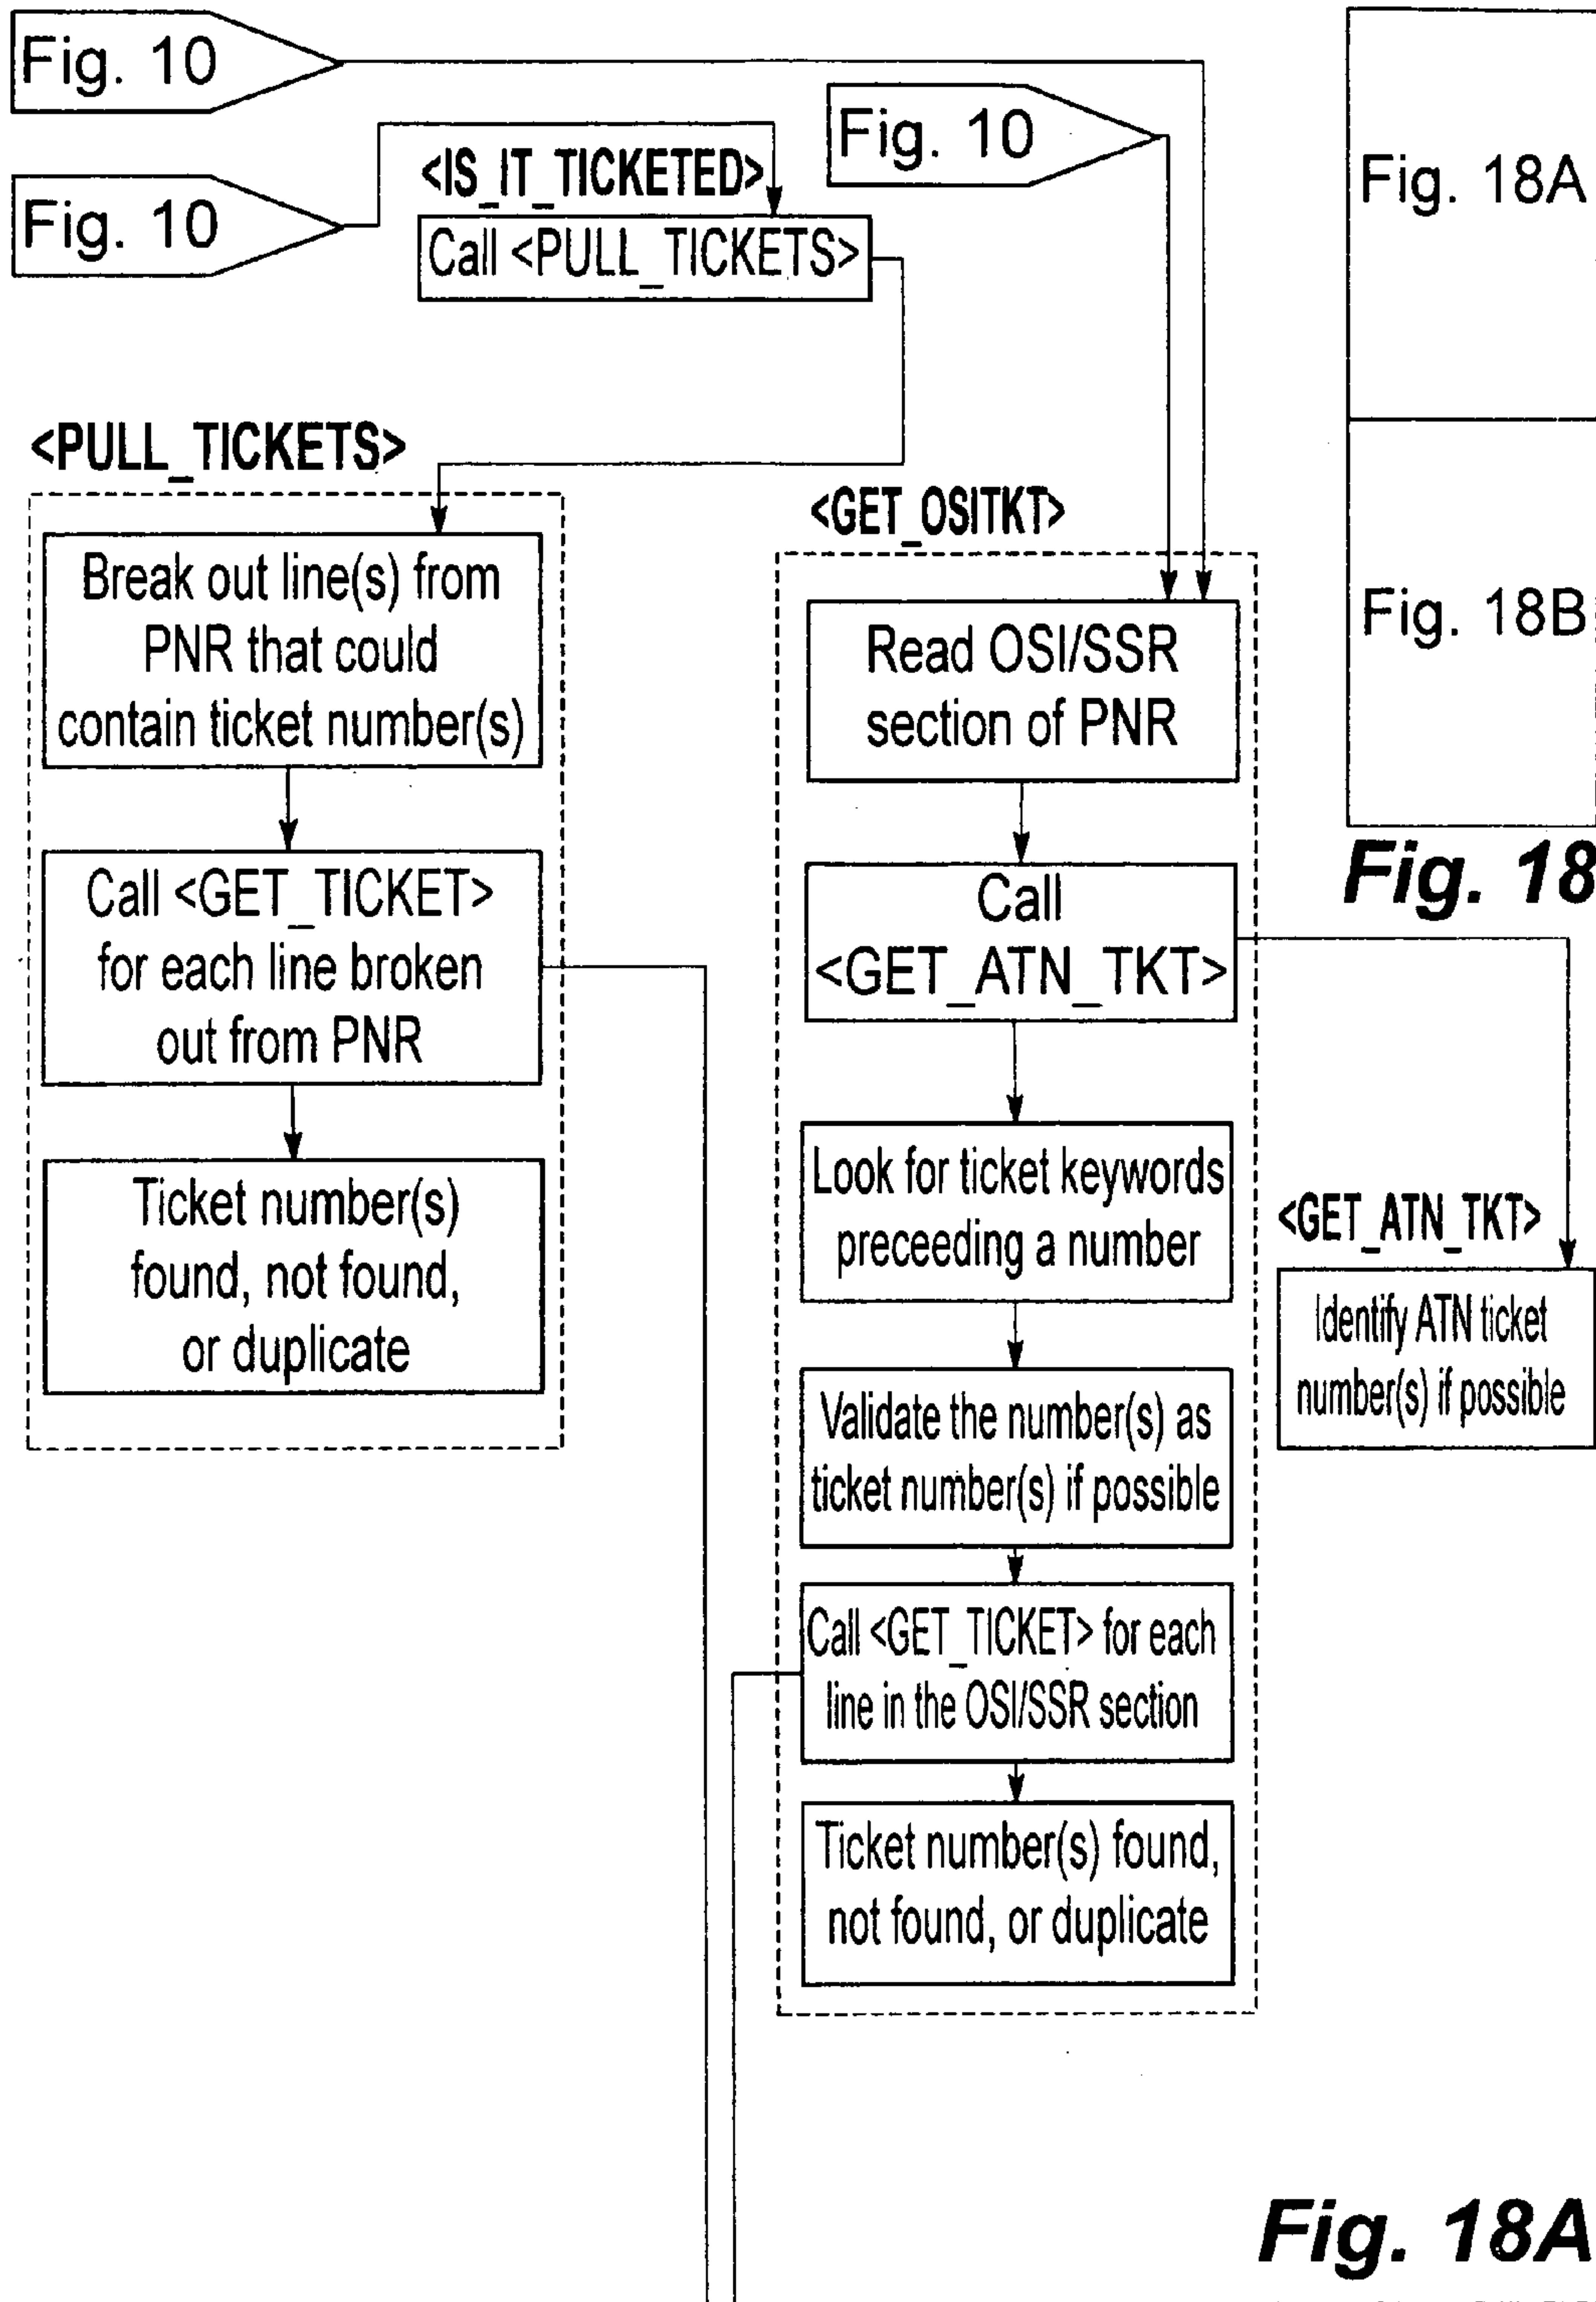 Fig. 10
Fig. 10
<IS_IT_TICKETED>
Call <PULL_TICKETS>
Fig. 10
<PULL_TICKETS>
Break out line(s) from
PNR that could
contain ticket number(s)
Call <GET_TICKET>
for each line broken
out from PNR
Ticket number(s)
found, not found,
or duplicate
<GET_OSITKT>
Read OSI/SSR
section of PNR
Call
<GET_ATN_TKT>
Look for ticket keywords
preceeding a number
Validate the number(s) as
ticket number(s) if possible
Call <GET_TICKET> for each
line in the OSI/SSR section
Ticket number(s) found,
not found, or duplicate
<GET_ATN_TKT>
Identify ATN ticket
number(s) if possible
Fig. 18A
Fig. 18B
Fig. 18
Fig. 18A